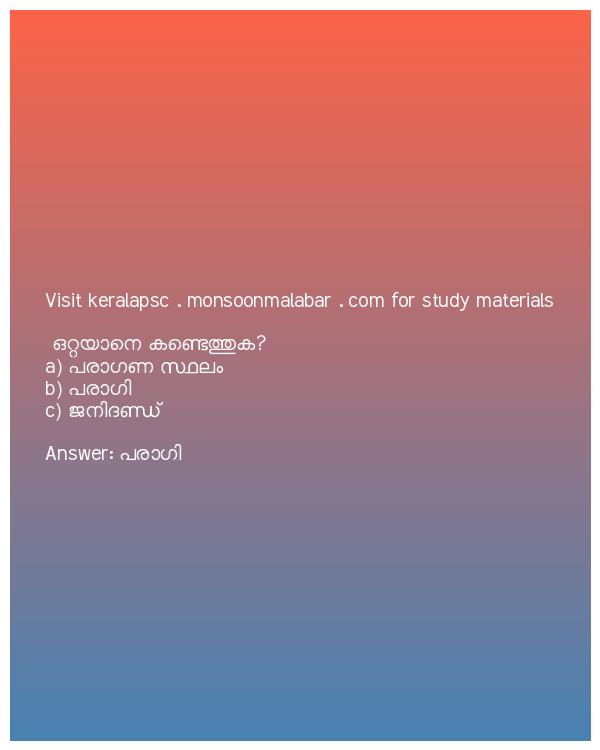 Visit keralapsc . monsoonmalabar . com for study materials
ഒറ്റയാനെ കണ്ടെത്തുക?
a) പരാഗണ സ്ഥലം
b) പരാഗി
c) ജനിദണ്ഡ്
Answer: പരാഗി